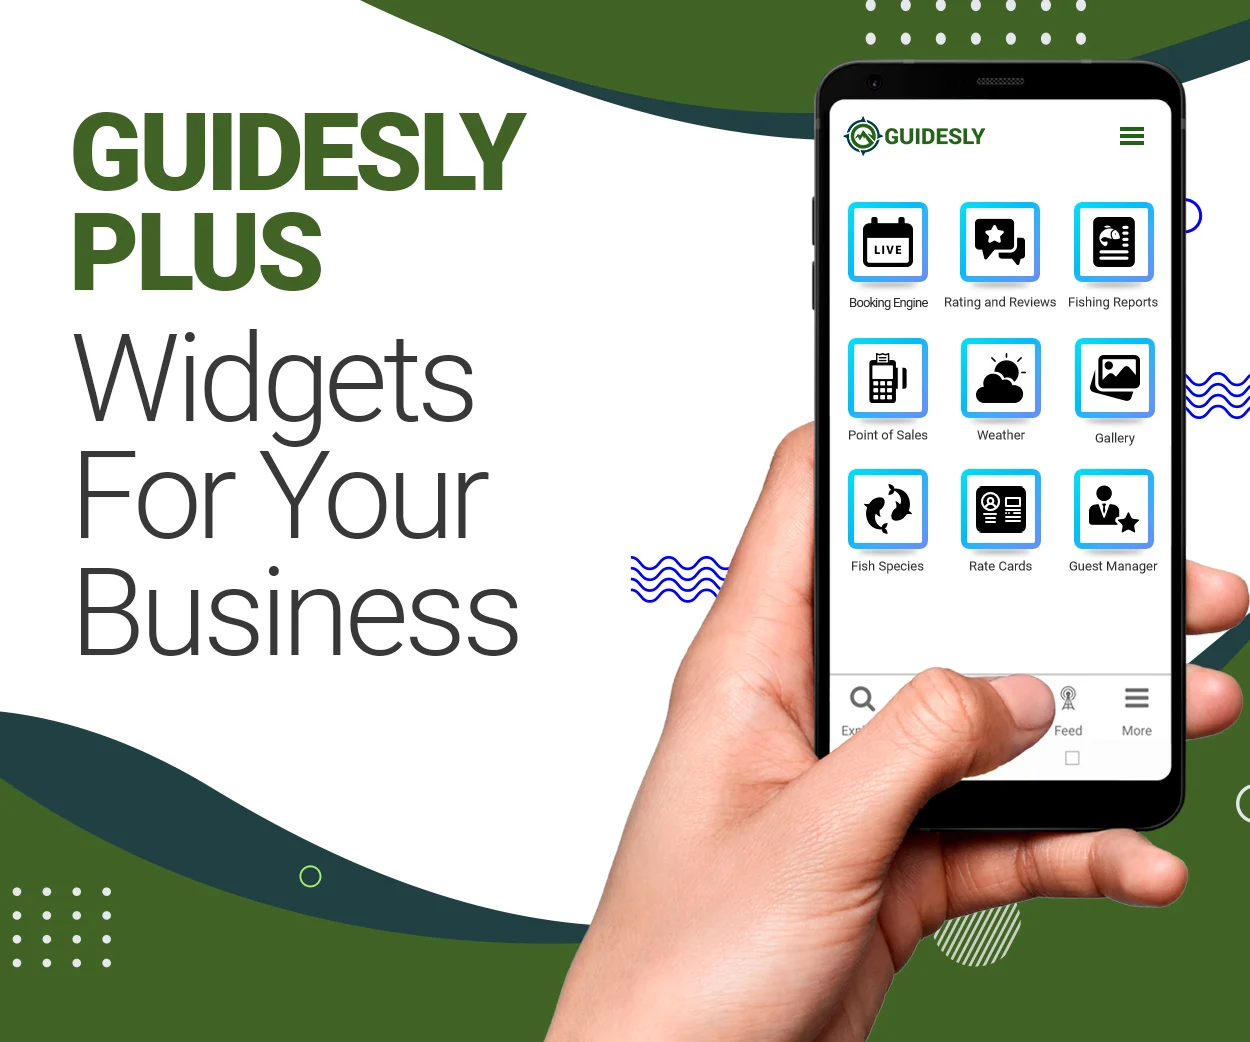 GUIDESLY
PLUS
Widgets
For Your
Business
GUIDESLY
LIVE
Booking Engine
Rating and Reviews
Fishing Reports
Point of Sales
Weather
Gallery
Fish Species
Rate Cards
Guest Manager
Feed
More